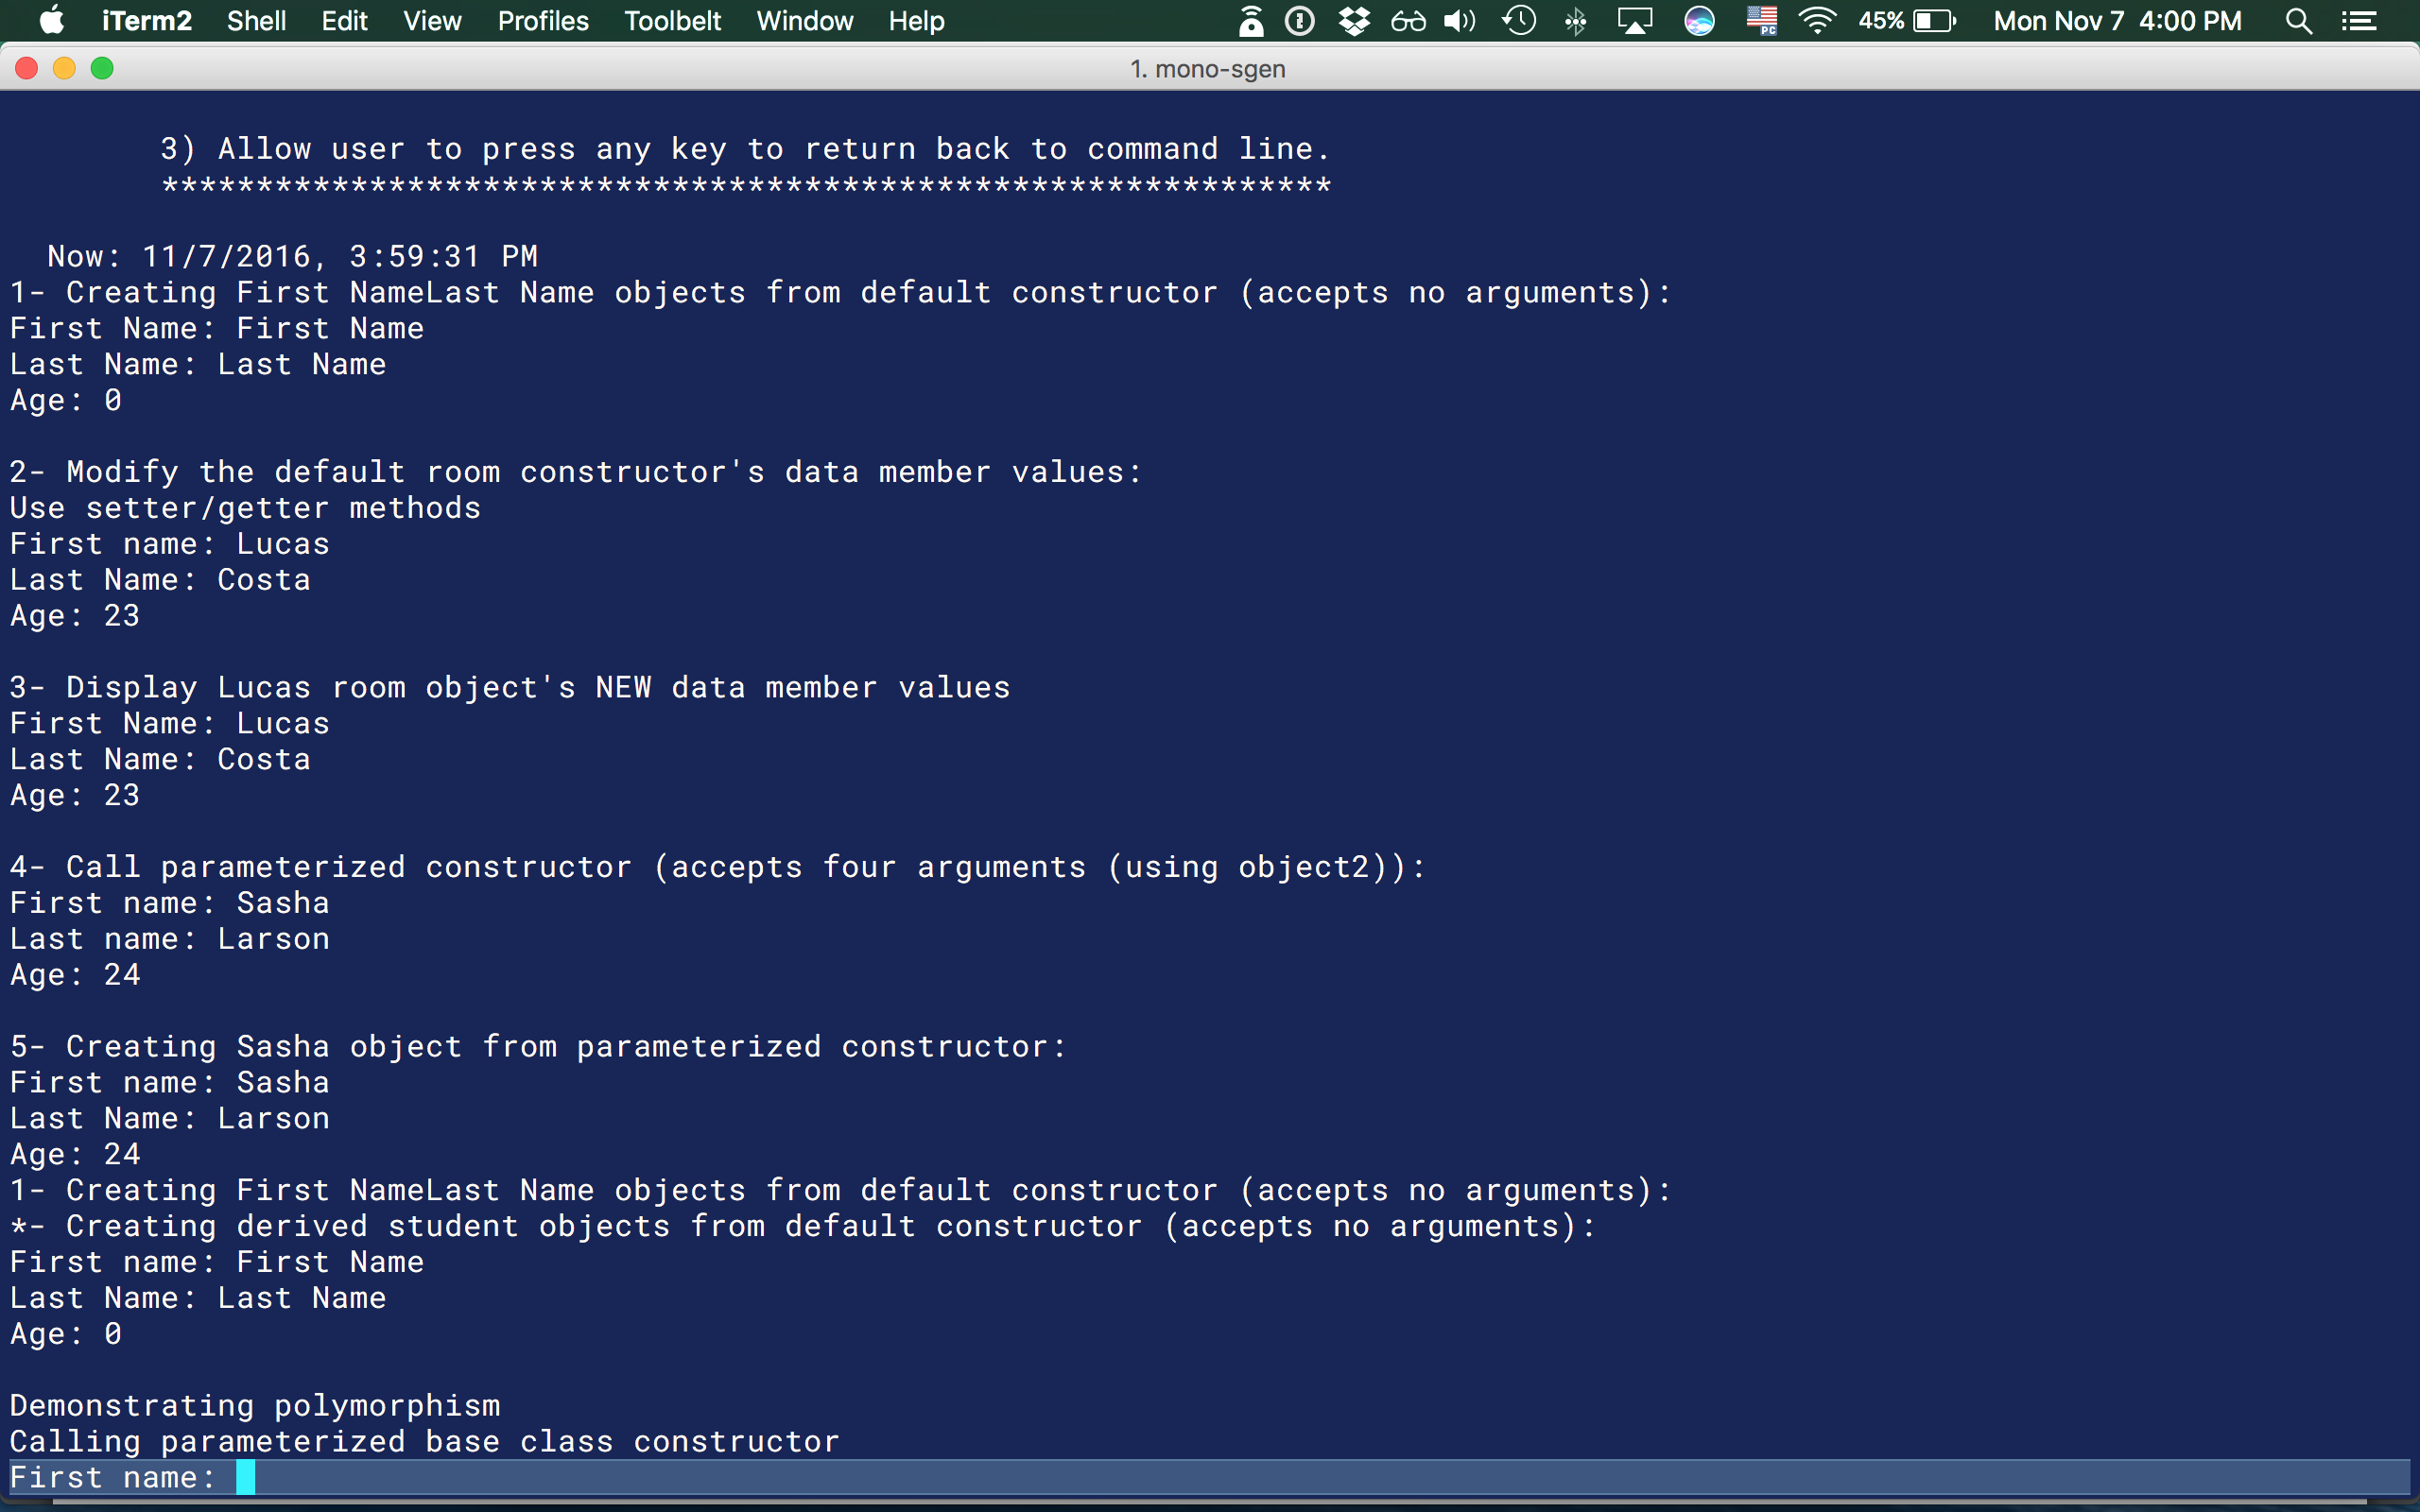 iTerm2 Shell Edit View Profiles Toolbelt Window Help PC 45% Mon Nov 7 4:00 PM
1. mono-sgen
3) Allow user to press any key to return back to command line.
**************************************************************
Now: 11/7/2016, 3:59:31 PM
1- Creating First NameLast Name objects from default constructor (accepts no arguments):
First Name: First Name
Last Name: Last Name
Age: 0
2- Modify the default room constructor's data member values:
Use setter/getter methods
First name: Lucas
Last Name: Costa
Age: 23
3- Display Lucas room object's NEW data member values
First Name: Lucas
Last Name: Costa
Age: 23
4- Call parameterized constructor (accepts four arguments (using object2)):
First name: Sasha
Last name: Larson
Age: 24
5- Creating Sasha object from parameterized constructor:
First name: Sasha
Last Name: Larson
Age: 24
1- Creating First NameLast Name objects from default constructor (accepts no arguments):
*- Creating derived student objects from default constructor (accepts no arguments):
First name: First Name
Last Name: Last Name
Age: 0
Demonstrating polymorphism
Calling parameterized base class constructor
First name: